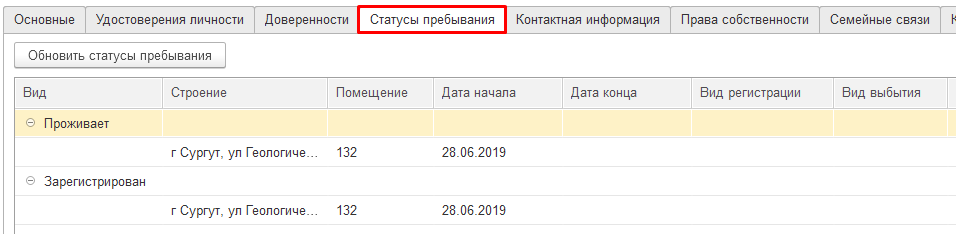 Основные Удостоверения личности Доверенности Статусы пребывания Контактная информация Права собственности Семейные связи
Обновить статусы пребывания
Вид Строение Помещение Дата начала Дата конца Вид регистрации Вид выбытия
Проживает
г Сургут, ул Геологиче... 132 28.06.2019
Зарегистрирован
г Сургут, ул Геологиче... 132 28.06.2019